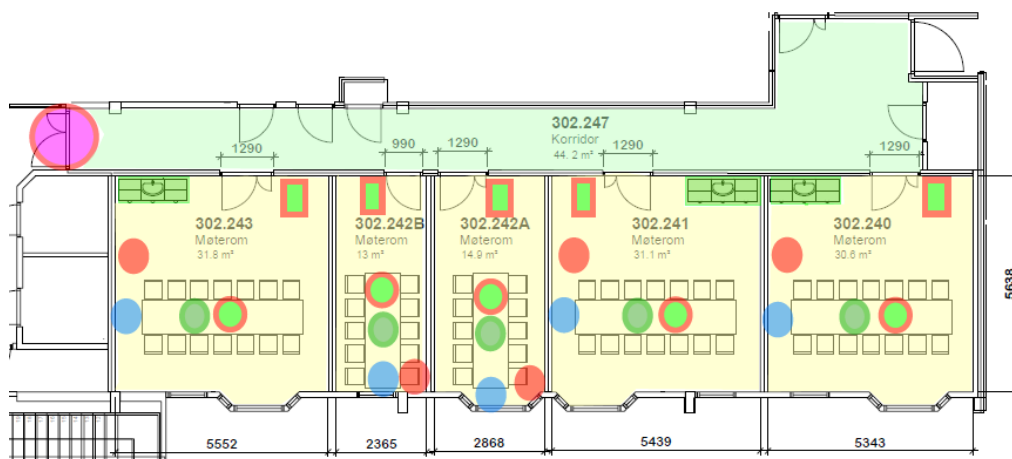 302.247
Korridor
44. 2 m²
1290
990
1290
1290
1290
302.243
Møterom
31.8 m²
302.242B
Møterom
13 m²
302.242A
Møterom
14.9 m²
302.241
Møterom
31.1 m²
302.240
Møterom
30.6 m²
5638
5552
2365
2868
5439
5343